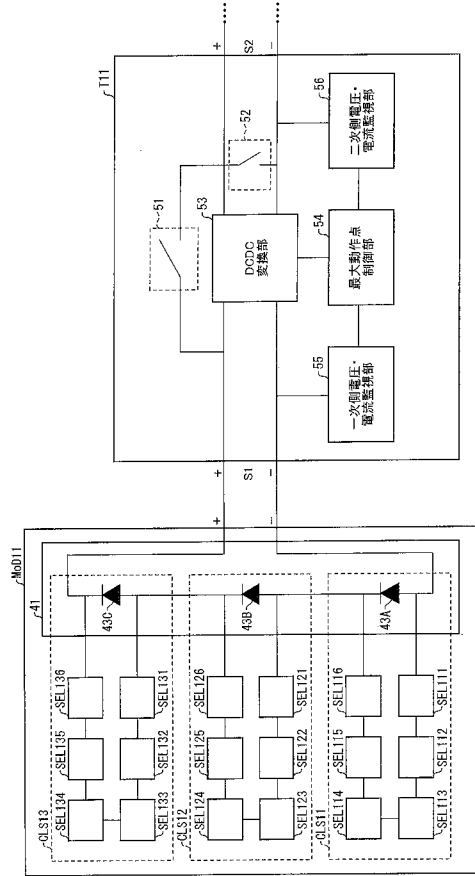 MoD11
41
CLS13
SEL134
SEL135
SEL136
SEL133
SEL132
SEL131
43C
CLS12
SEL124
SEL125
SEL126
SEL123
SEL122
SEL121
43B
CLS11
SEL114
SEL115
SEL116
SEL113
SEL112
SEL111
43A
+
-
+
S1
-
T11
51
52
53
DCDC
変換部
54
最大動作点
制御部
55
一次側電圧・
電流監視部
56
二次側電圧・
電流監視部
+
S2
-